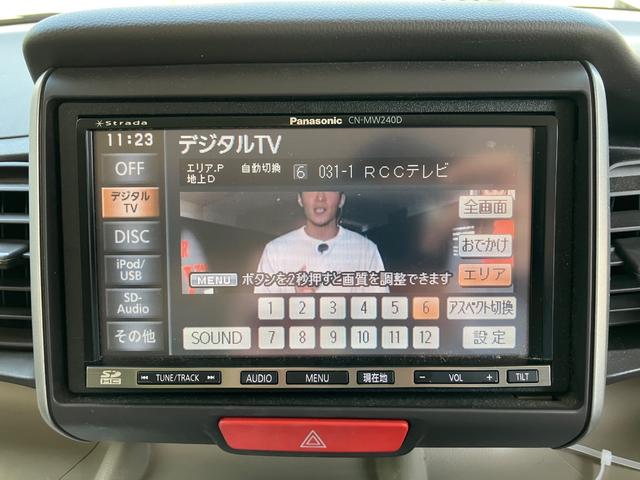 Strada Panasonic CN-MW240D
11:23 デジタルTV
OFF
エリア.P 自動切換 6 031-1 RCCテレビ
地上D
デジタル
TV
全画面
DISC
おでかけ
iPod/
USB
エリア
MENU ボタンを2秒押すと画質を調整できます
SD-
Audio
1 2 3 4 5 6 アスペクト切換
その他
SOUND 7 8 9 10 11 12 設定
SD HC TUNE/TRACK AUDIO MENU 現在地 − VOL + TILT